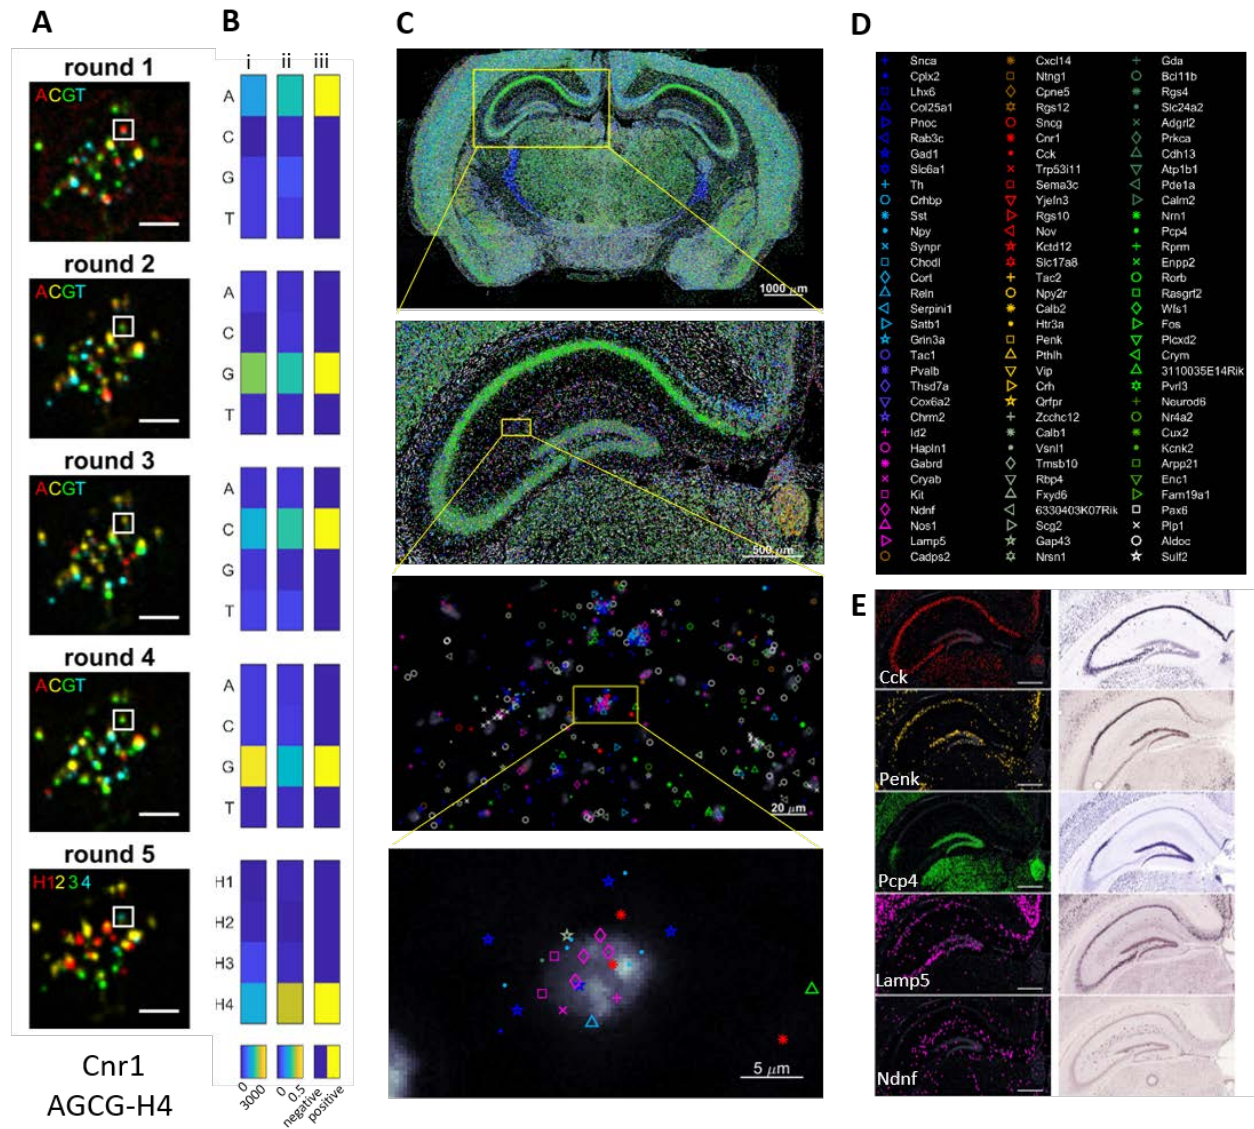 A
B
C
D
E
round 1
ACGT
round 2
ACGT
round 3
ACGT
round 4
ACGT
round 5
H1 2 3 4
Cnr1
AGCG-H4
i ii iii
A
C
G
T
A
C
G
T
A
C
G
T
A
C
G
T
H1
H2
H3
H4
0
3000
0
0.5
negative
positive
1000 µm
500 µm
20 µm
5 µm
Snca
Cplx2
Lhx6
Col25a1
Pnoc
Rab3c
Gad1
Slc6a1
Th
Crhbp
Sst
Npy
Synpr
Chodl
Cort
Reln
Serpini1
Satb1
Grin3a
Tac1
Pvalb
Thsd7a
Cox6a2
Chrm2
Id2
Hapln1
Gabrd
Cryab
Kit
Ndnf
Nos1
Lamp5
Cadps2
Cxcl14
Ntng1
Cpne5
Rgs12
Sncg
Cnr1
Cck
Trp53i11
Sema3c
Yjefn3
Rgs10
Nov
Kctd12
Slc17a8
Tac2
Npy2r
Calb2
Htr3a
Penk
Pthlh
Vip
Crh
Qrfpr
Zcchc12
Calb1
Vsnl1
Tmsb10
Rbp4
Fxyd6
6330403K07Rik
Scg2
Gap43
Nrsn1
Gda
Bcl11b
Rgs4
Slc24a2
Adgrl2
Prkca
Cdh13
Atp1b1
Pde1a
Calm2
Nrn1
Pcp4
Rprm
Enpp2
Rorb
Rasgrf2
Wfs1
Fos
Plcxd2
Crym
3110035E14Rik
Pvrl3
Neurod6
Nr4a2
Cux2
Kcnk2
Arpp21
Enc1
Fam19a1
Pax6
Plp1
Aldoc
Sulf2
Cck
Penk
Pcp4
Lamp5
Ndnf